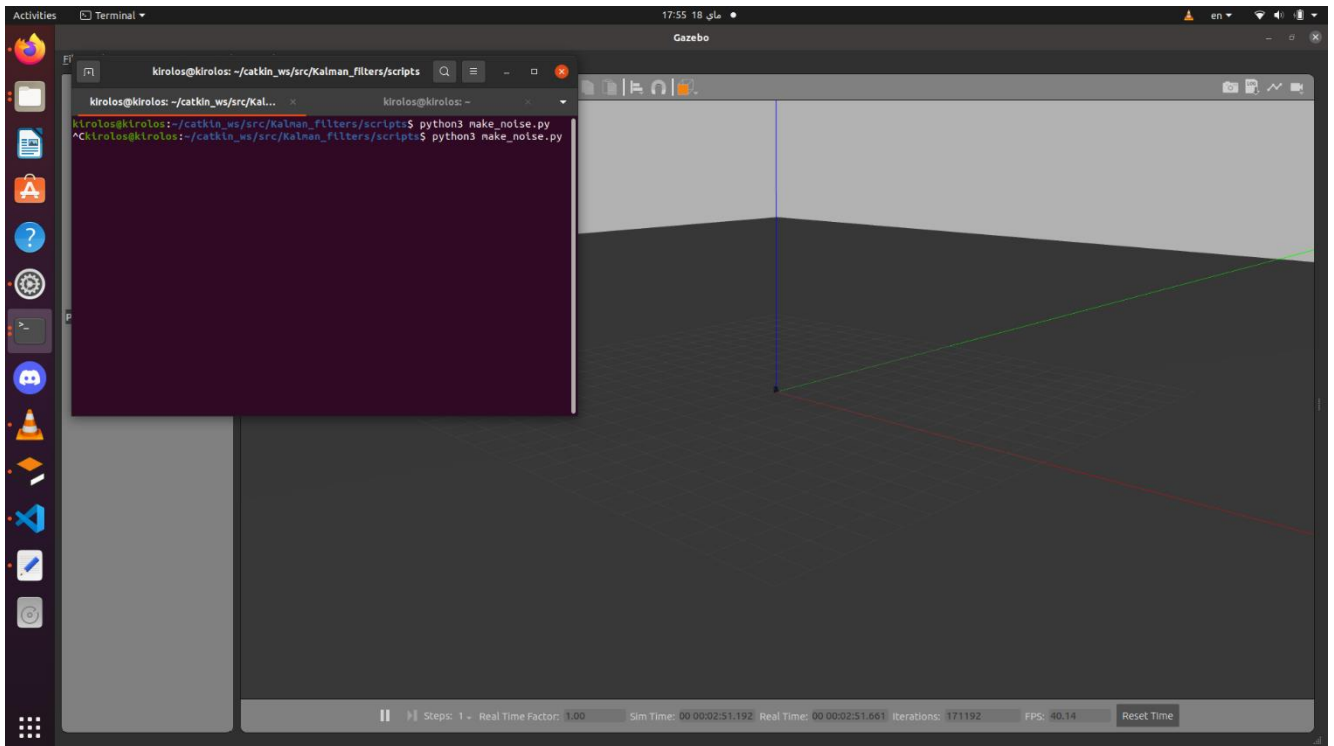 Activities Terminal 17:55 18 ماي en
Gazebo
kirolos@kirolos: ~/catkin_ws/src/Kalman_filters/scripts
kirolos@kirolos: ~/catkin_ws/src/Kal... kirolos@kirolos: ~
kirolos@kirolos:~/catkin_ws/src/Kalman_filters/scripts$ python3 make_noise.py
^Ckirolos@kirolos:~/catkin_ws/src/Kalman_filters/scripts$ python3 make_noise.py
Steps: 1 Real Time Factor: 1.00 Sim Time: 00 00:02:51.192 Real Time: 00 00:02:51.661 Iterations: 171192 FPS: 40.14 Reset Time